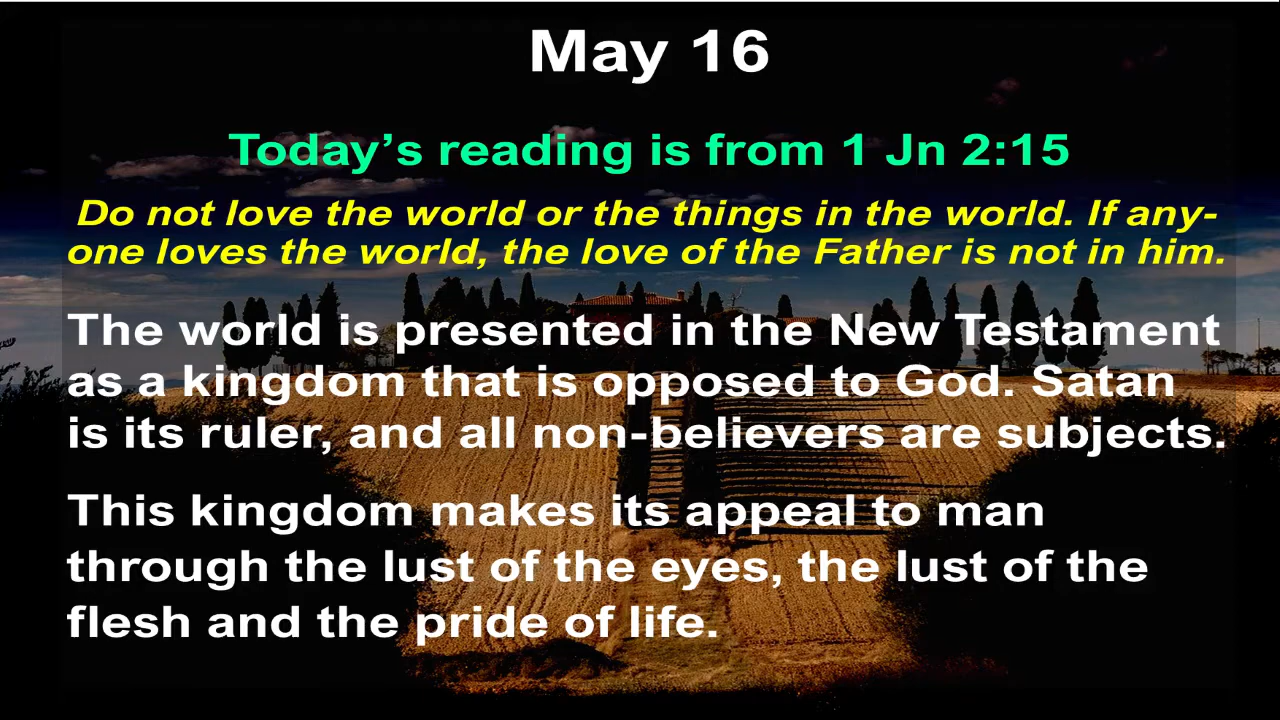 May 16
Today’s reading is from 1 Jn 2:15
Do not love the world or the things in the world. If any-
one loves the world, the love of the Father is not in him.
The world is presented in the New Testament
as a kingdom that is opposed to God. Satan
is its ruler, and all non-believers are subjects.
This kingdom makes its appeal to man
through the lust of the eyes, the lust of the
flesh and the pride of life.